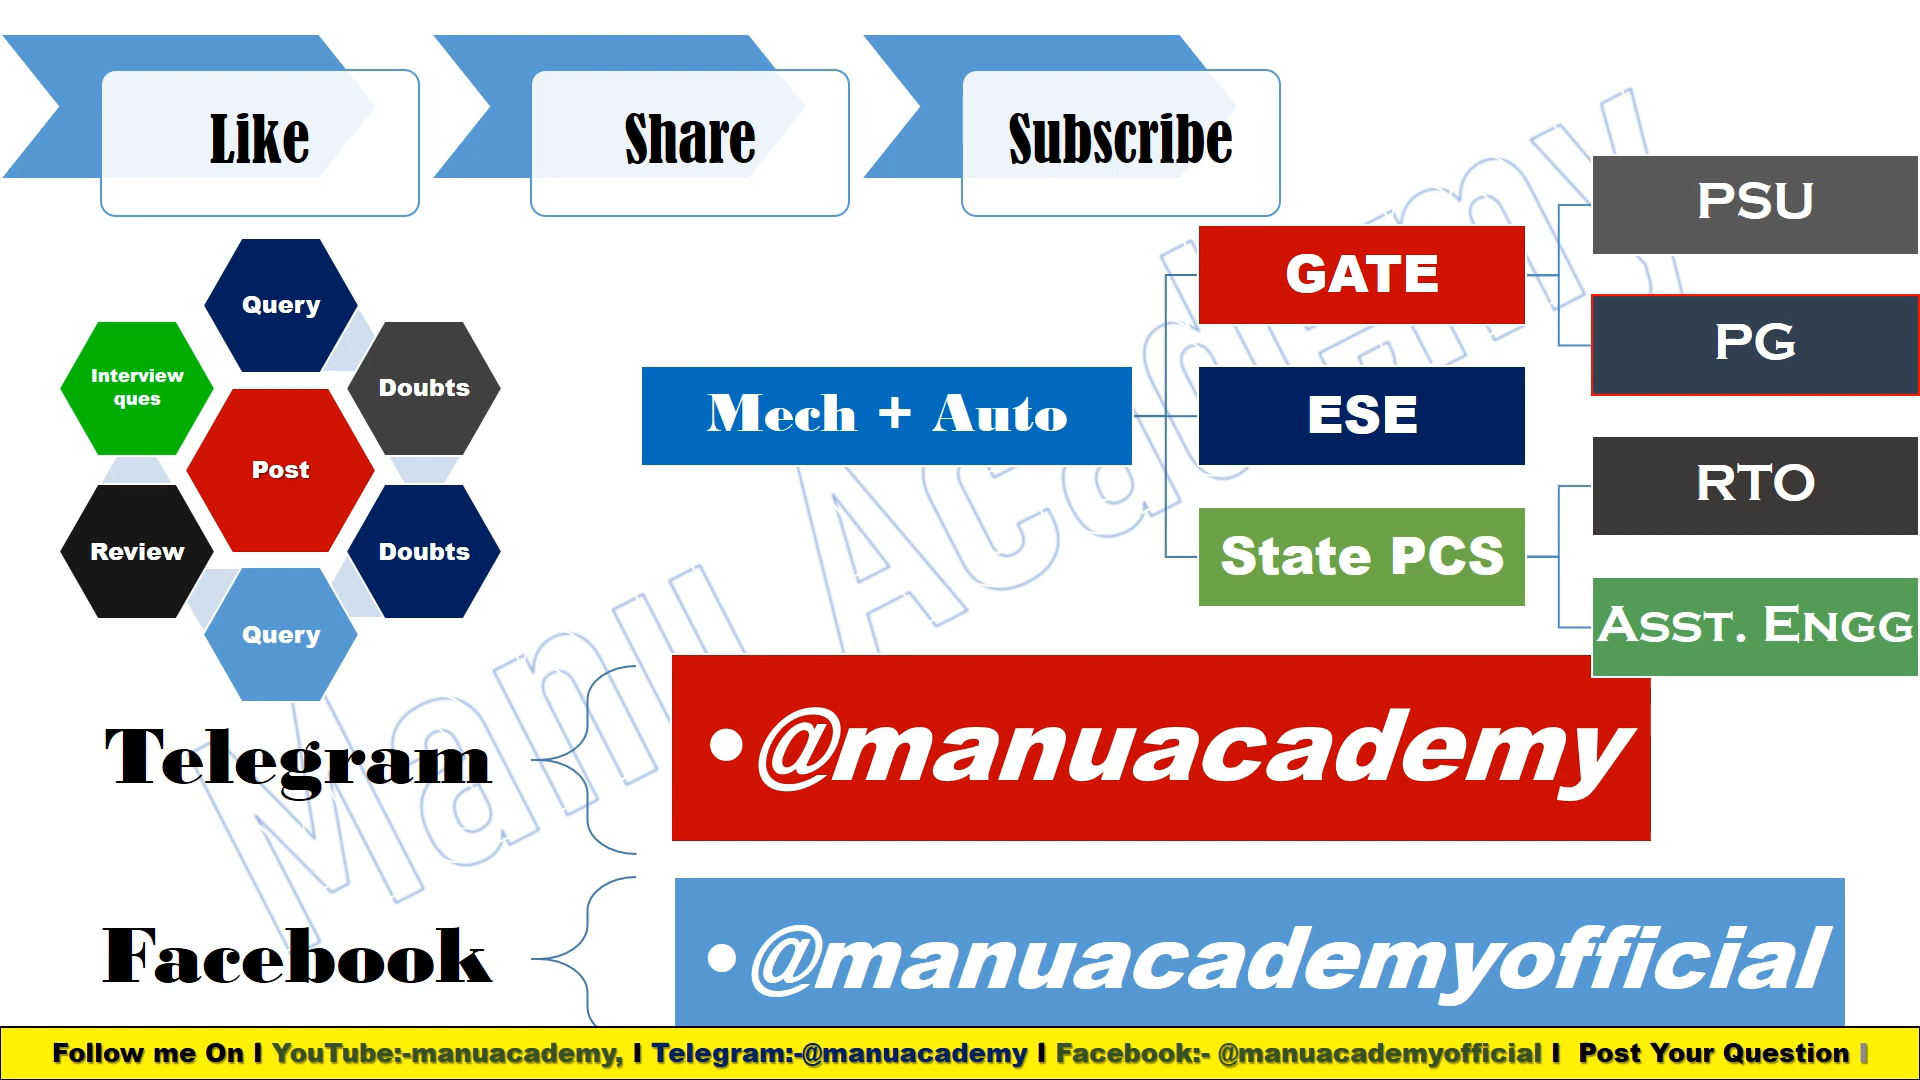 Like
Share
Subscribe
Query
Interview
ques
Doubts
Post
Review
Doubts
Query
Mech + Auto
GATE
ESE
State PCS
PSU
PG
RTO
Asst. Engg
Manu Academy
Telegram
•@manuacademy
Facebook
•@manuacademyofficial
Follow me On I YouTube:-manuacademy, I Telegram:-@manuacademy I Facebook:- @manuacademyofficial I Post Your Question I